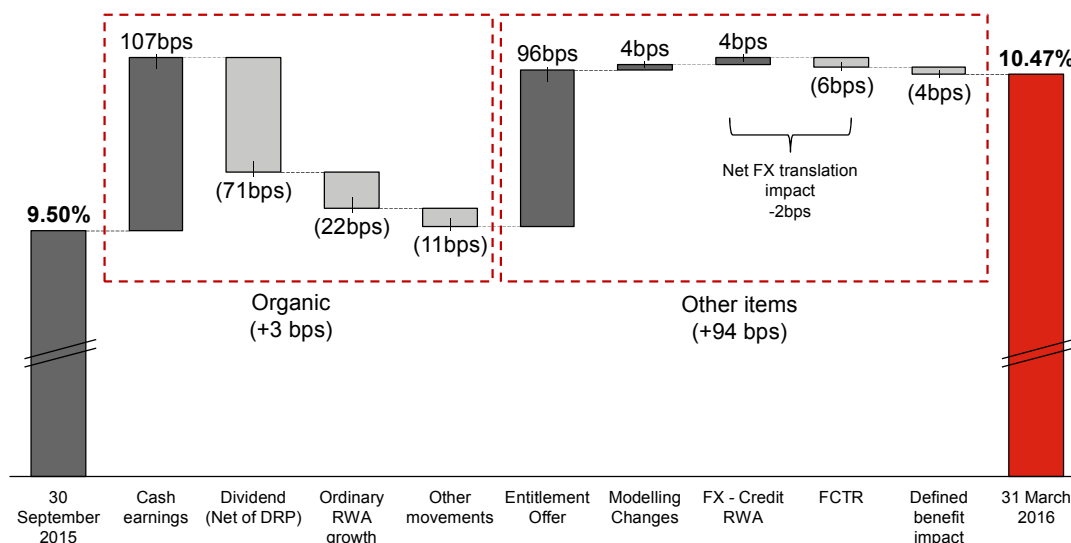 107bps
(71bps)
(22bps)
(11bps)
9.50%
Organic
(+3 bps)
96bps
4bps
4bps
(6bps)
(4bps)
10.47%
Net FX translation
impact
-2bps
Other items
(+94 bps)
30
September
2015
Cash
earnings
Dividend
(Net of DRP)
Ordinary
RWA
growth
Other
movements
Entitlement
Offer
Modelling
Changes
FX - Credit
RWA
FCTR
Defined
benefit
impact
31 March
2016